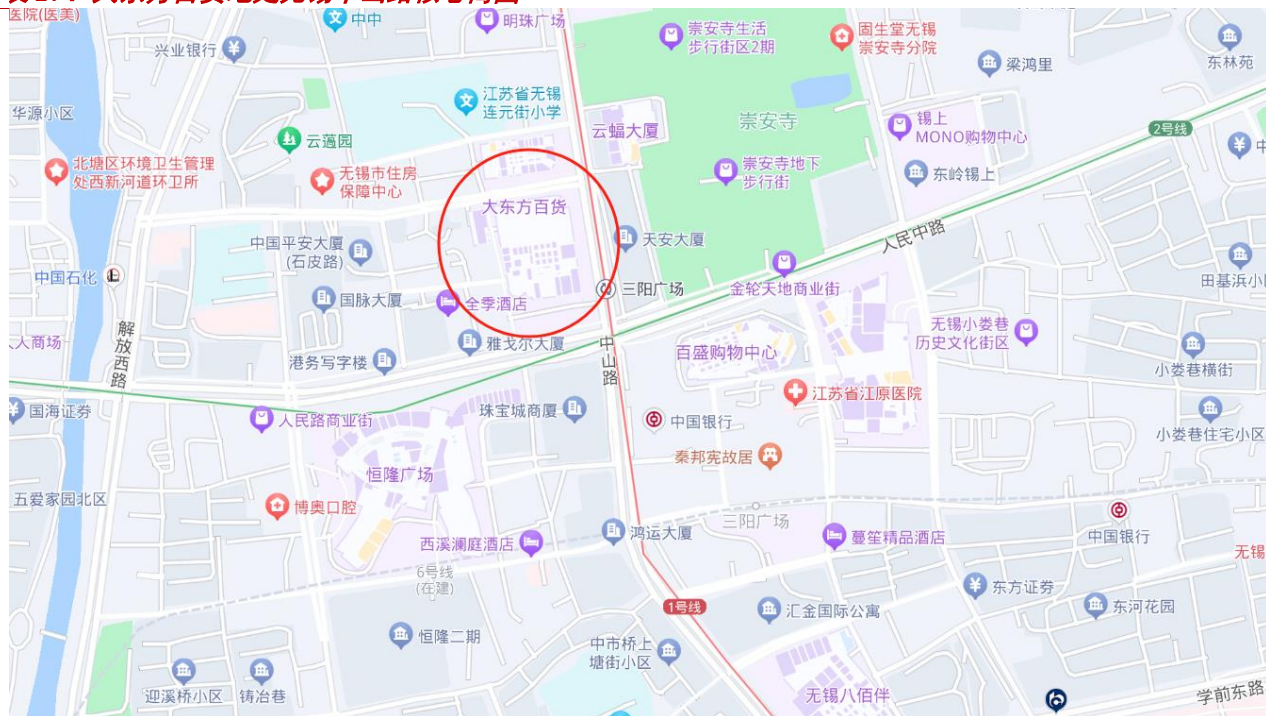 大东方百货地处无锡中山路核心商圈
医院(医美)
中中
明珠广场
兴业银行
崇安寺生活
步行街区2期
固生堂无锡
崇安寺分院
梁鸿里
东林苑
华源小区
江苏省无锡
连元街小学
云薖园
云蝠大厦
崇安寺
锡上
MONO购物中心
2号线
中
北塘区环境卫生管理
处西新河道环卫所
无锡市住房
保障中心
崇安寺地下
步行街
东岭锡上
大东方百货
中国平安大厦
(石皮路)
天安大厦
人民中路
中国石化
国脉大厦
全季酒店
三阳广场
金轮天地商业街
田基浜小
解放西路
人商场
港务写字楼
雅戈尔大厦
中山路
百盛购物中心
无锡小娄巷
历史文化街区
小娄巷横街
江苏省江原医院
国海证券
人民路商业街
珠宝城商厦
中国银行
小娄巷住宅小区
秦邦宪故居
恒隆广场
五爱家园北区
博奥口腔
三阳广场
西溪澜庭酒店
鸿运大厦
蔓笙精品酒店
中国银行
无锡
6号线
(在建)
东方证券
1号线
汇金国际公寓
东河花园
恒隆二期
中市桥上
塘街小区
迎溪桥小区
铸冶巷
无锡八佰伴
学前东路